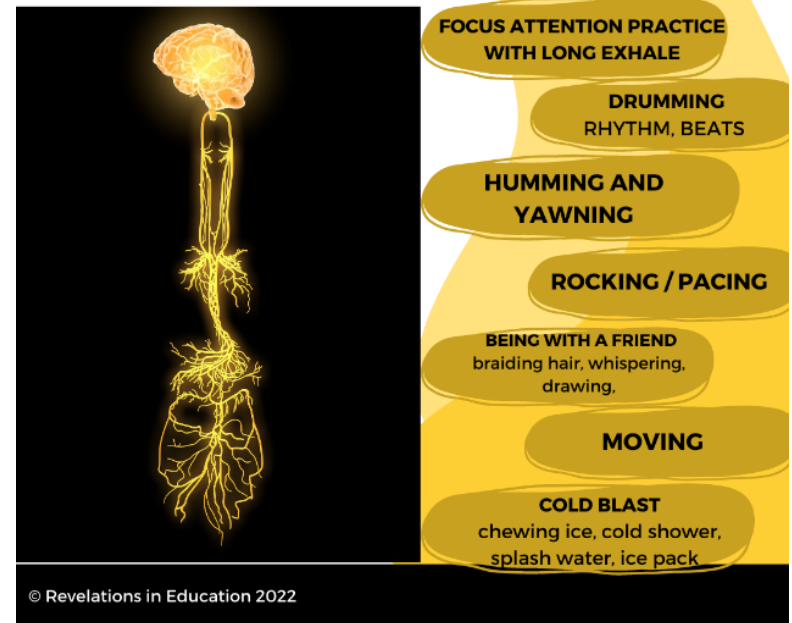 FOCUS ATTENTION PRACTICE
WITH LONG EXHALE
DRUMMING
RHYTHM, BEATS
HUMMING AND
YAWNING
ROCKING / PACING
BEING WITH A FRIEND
braiding hair, whispering,
drawing,
MOVING
COLD BLAST
chewing ice, cold shower,
splash water, ice pack
© Revelations in Education 2022